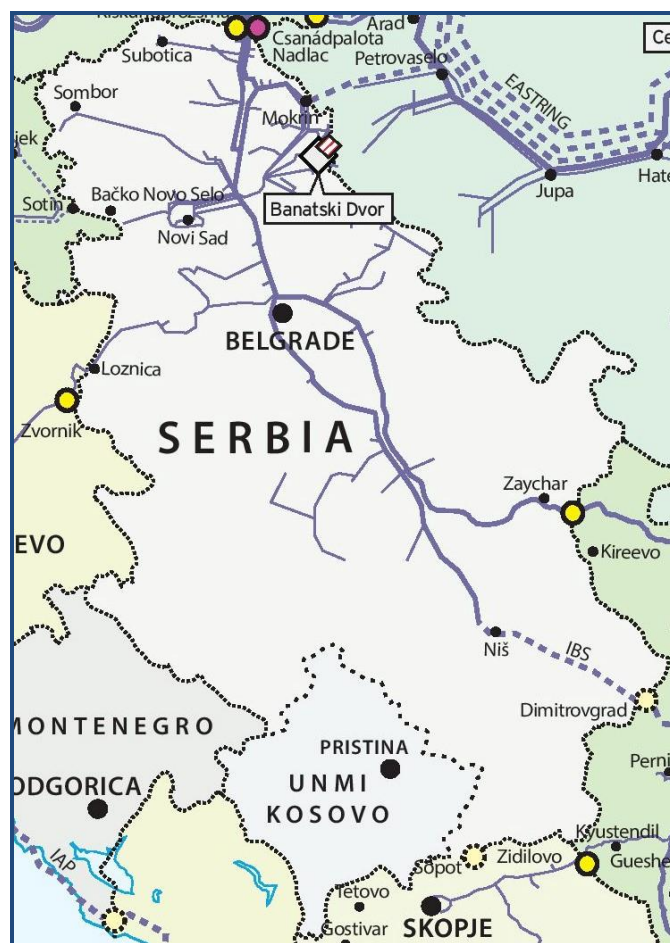 Arad
Csanádpalota
Nadlac
Ce
Subotica
Petrovaselo
EASTRING
Sombor
Mokrin
jek
Hate
Jupa
Sotin
Bačko Novo Selo
Banatski Dvor
Novi Sad
BELGRADE
Loznica
Zvornik
SERBIA
Zaychar
EVO
Kireevo
Niš
IBS
Dimitrovgrad
MONTENEGRO
PRISTINA
Perni
UNMI
KOSOVO
ODGORICA
Kyustendil
IAP
Sopot
Zidilovo
Gueshe
Tetovo
SKOPJE
Gostivar